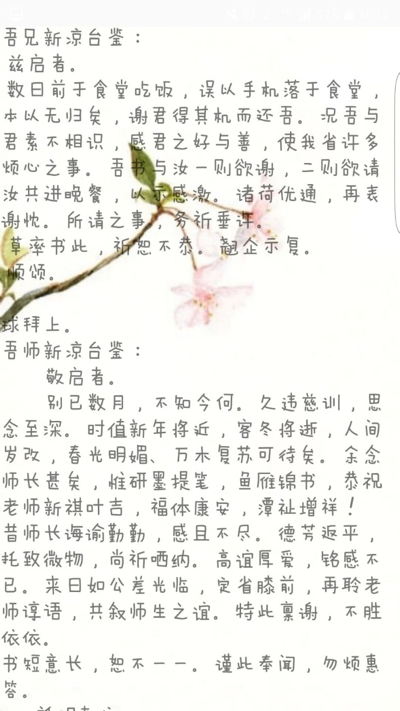 吾兄新凉台鉴：
兹启者。
数日前于食堂吃饭，误以手机落于食堂，
本以无归矣，谢君得其机而还吾。况吾与
君素不相识，感君之好与善，使我省许多
烦心之事。吾书与汝一则欲谢，二则欲请
汝共进晚餐，以示感激。诸荷优通，再表
谢忱。所请之事，务祈垂许。
草率书此，祈恕不恭。翹企示复。
顺颂。
球拜上。
吾师新凉台鉴：
敬启者。
别已数月，不知今何。久违慈训，思
念至深。时值新年将近，客冬将逝，人间
岁改，春光明媚、万木复苏可待矣。余念
师长甚矣，惟研墨提笔，鱼雁锦书，恭祝
老师新祺叶吉，福体康安，潭祉增祥！
昔师长诲谕勤勤，感且不尽。德芳返平，
托致微物，尚祈哂纳。高谊厚爱，铭感不
已。来日如公差光临，定省膝前，再聆老
师谆语，共叙师生之谊。特此禀谢，不胜
依依。
书短意长，恕不一一。谨此奉闻，勿烦惠
答。